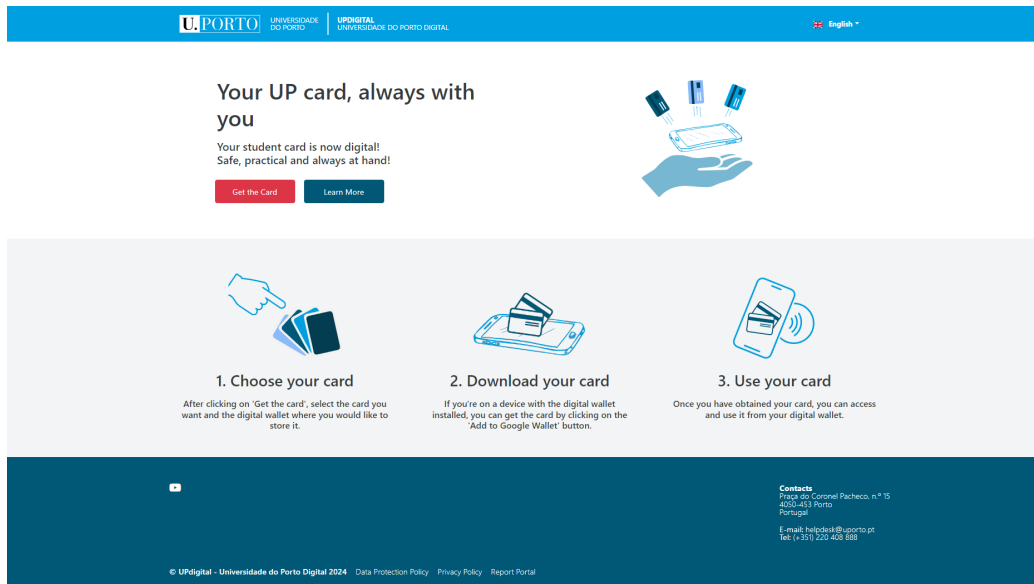 U. PORTO
UNIVERSIDADE
DO PORTO
UPDIGITAL
UNIVERSIDADE DO PORTO DIGITAL
English
Your UP card, always with
you
Your student card is now digital!
Safe, practical and always at hand!
Get the Card
Learn More
1. Choose your card
After clicking on 'Get the card', select the card you
want and the digital wallet where you would like to
store it.
2. Download your card
If you're on a device with the digital wallet
installed, you can get the card by clicking on the
'Add to Google Wallet' button.
3. Use your card
Once you have obtained your card, you can access
and use it from your digital wallet.
Contacts
Praça do Coronel Pacheco, n.º 15
4050-453 Porto
Portugal
E-mail: helpdesk@uporto.pt
Tel: (+351) 220 408 888
© UPdigital - Universidade do Porto Digital 2024 Data Protection Policy Privacy Policy Report Portal